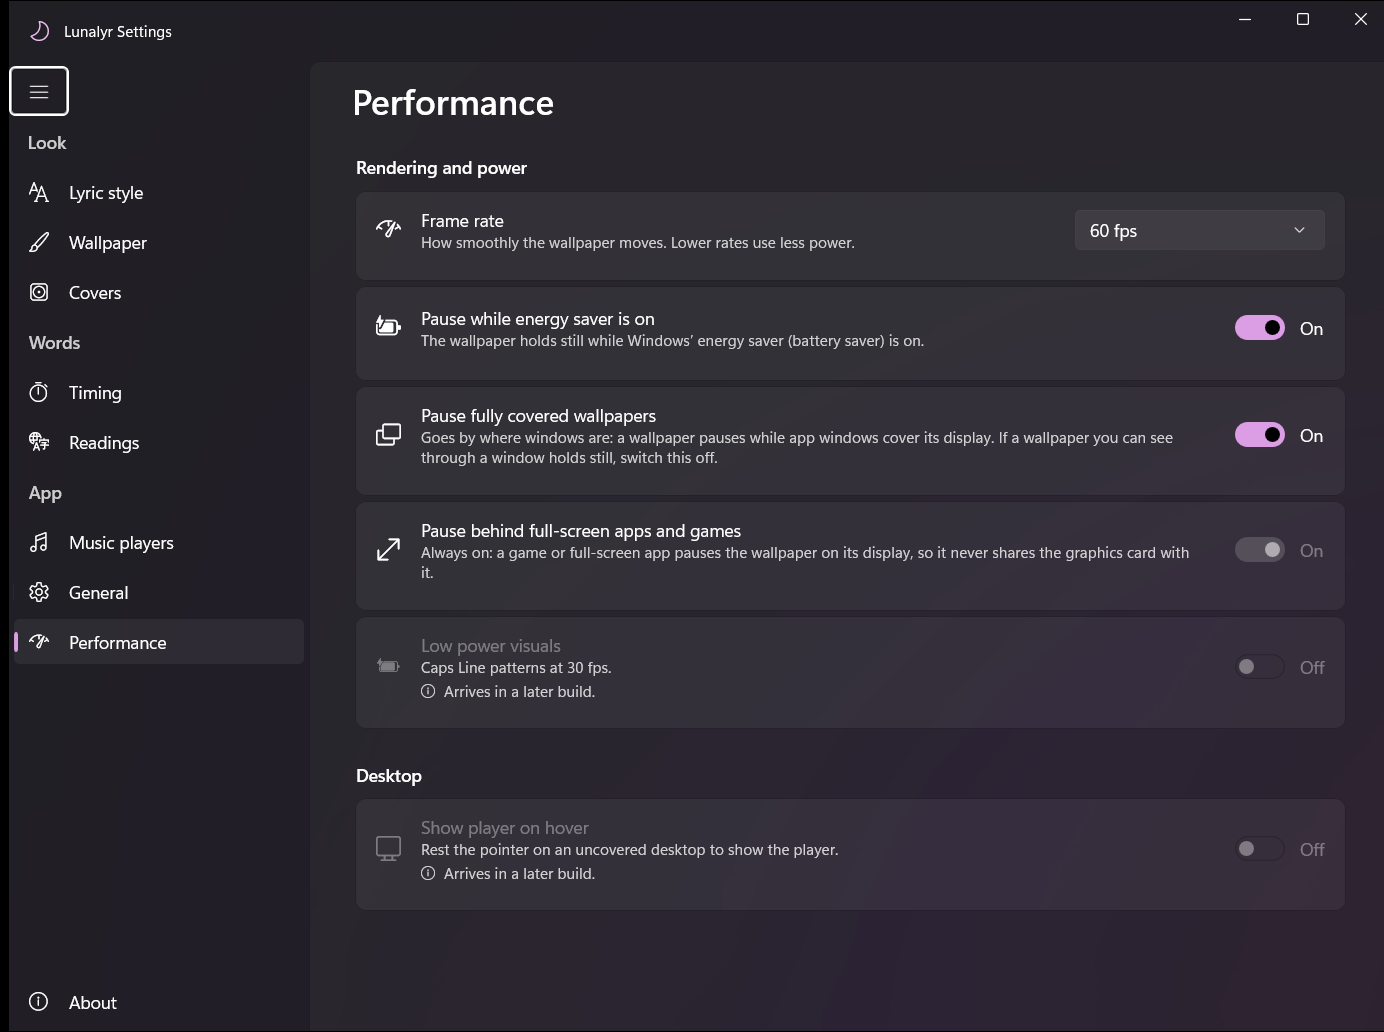 Lunalyr Settings
Look
Lyric style
Wallpaper
Covers
Words
Timing
Readings
App
Music players
General
Performance
About
Performance
Rendering and power
Frame rate
How smoothly the wallpaper moves. Lower rates use less power.
60 fps
Pause while energy saver is on
The wallpaper holds still while Windows’ energy saver (battery saver) is on.
On
Pause fully covered wallpapers
Goes by where windows are: a wallpaper pauses while app windows cover its display. If a wallpaper you can see
through a window holds still, switch this off.
On
Pause behind full-screen apps and games
Always on: a game or full-screen app pauses the wallpaper on its display, so it never shares the graphics card with
it.
On
Low power visuals
Caps Line patterns at 30 fps.
Arrives in a later build.
Off
Desktop
Show player on hover
Rest the pointer on an uncovered desktop to show the player.
Arrives in a later build.
Off